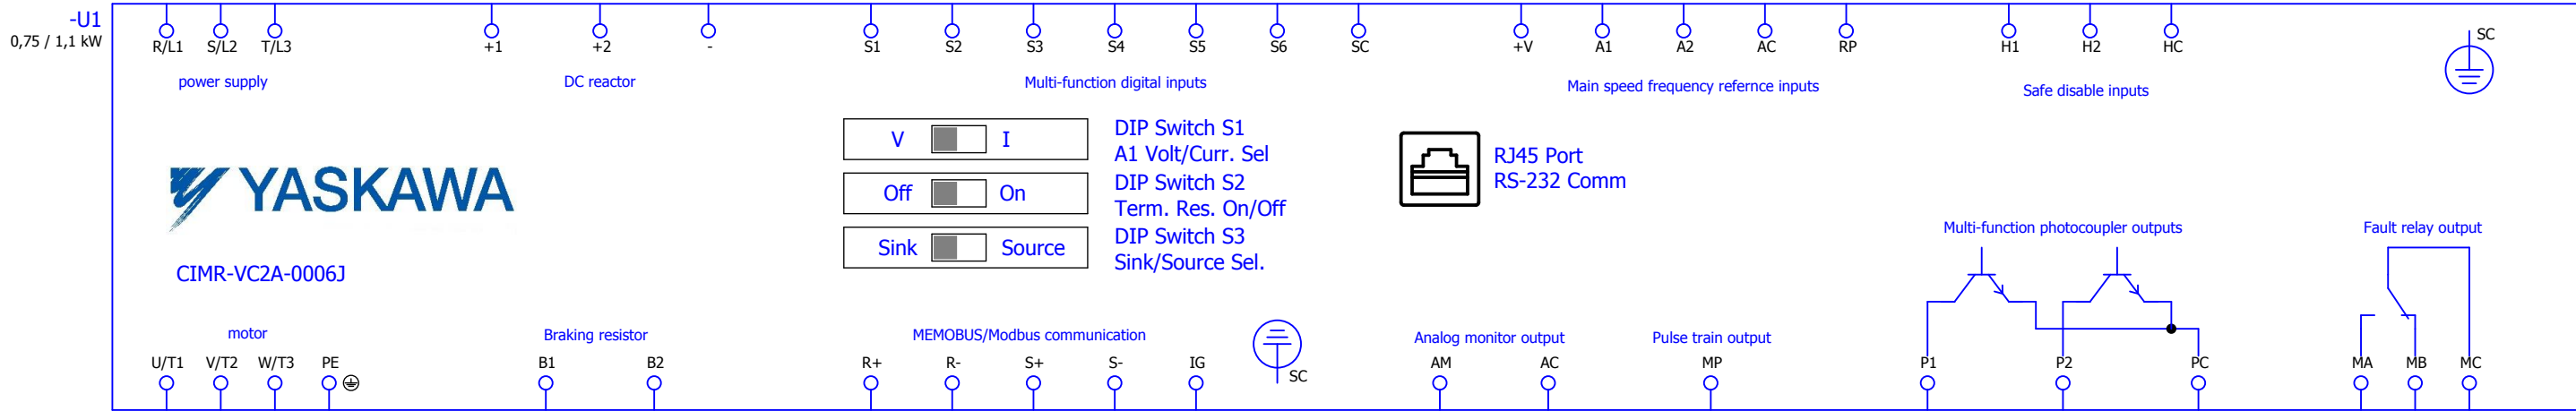 -U1
0,75 / 1,1 kW
R/L1 S/L2 T/L3 +1 +2 - S1 S2 S3 S4 S5 S6 SC +V A1 A2 AC RP H1 H2 HC SC
power supply DC reactor Multi-function digital inputs Main speed frequency refernce inputs Safe disable inputs
V I DIP Switch S1
A1 Volt/Curr. Sel
Off On DIP Switch S2
Term. Res. On/Off
Sink Source DIP Switch S3
Sink/Source Sel.
RJ45 Port
RS-232 Comm
YASKAWA
CIMR-VC2A-0006J
Multi-function photocoupler outputs Fault relay output
motor Braking resistor MEMOBUS/Modbus communication Analog monitor output Pulse train output
U/T1 V/T2 W/T3 PE B1 B2 R+ R- S+ S- IG SC AM AC MP P1 P2 PC MA MB MC